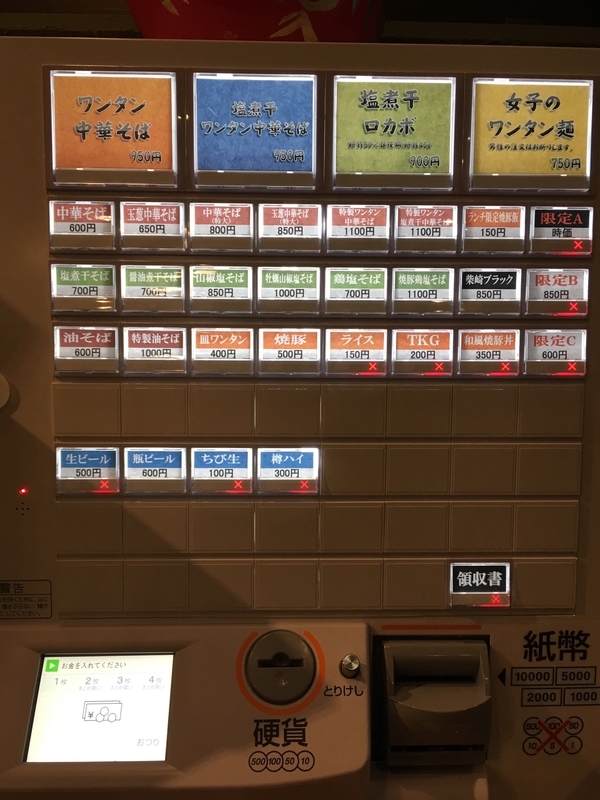 ワンタン
中華そば
950円
塩煮干
ワンタン中華そば
950円
塩煮干
ロカボ
900円
女子の
ワンタン麺
男性の注文はお断りします。
750円
中華そば
600円
玉葱中華そば
650円
中華そば
(特大)
800円
玉葱中華そば
(特大)
850円
特製ワンタン
中華そば
1100円
特製ワンタン
塩煮干中華そば
1100円
ランチ限定焼豚飯
150円
限定A
時価
×
塩煮干そば
700円
醤油煮干そば
700円
山椒塩そば
850円
牡蠣山椒塩そば
1000円
鶏塩そば
700円
焼豚鶏塩そば
1100円
柴崎ブラック
850円
限定B
850円
×
油そば
600円
特製油そば
1000円
皿ワンタン
400円
焼豚
500円
ライス
150円
×
TKG
200円
×
和風焼豚丼
350円
×
限定C
600円
×
生ビール
500円
×
瓶ビール
600円
ちび生
100円
×
樽ハイ
300円
×
領収書
×
警告
お金を入れてください
1枚 2枚 3枚 4枚
おつり
とりけし
硬貨
500 100 50 10
紙幣
10000 5000
2000 1000
500 100 50
10 5 1